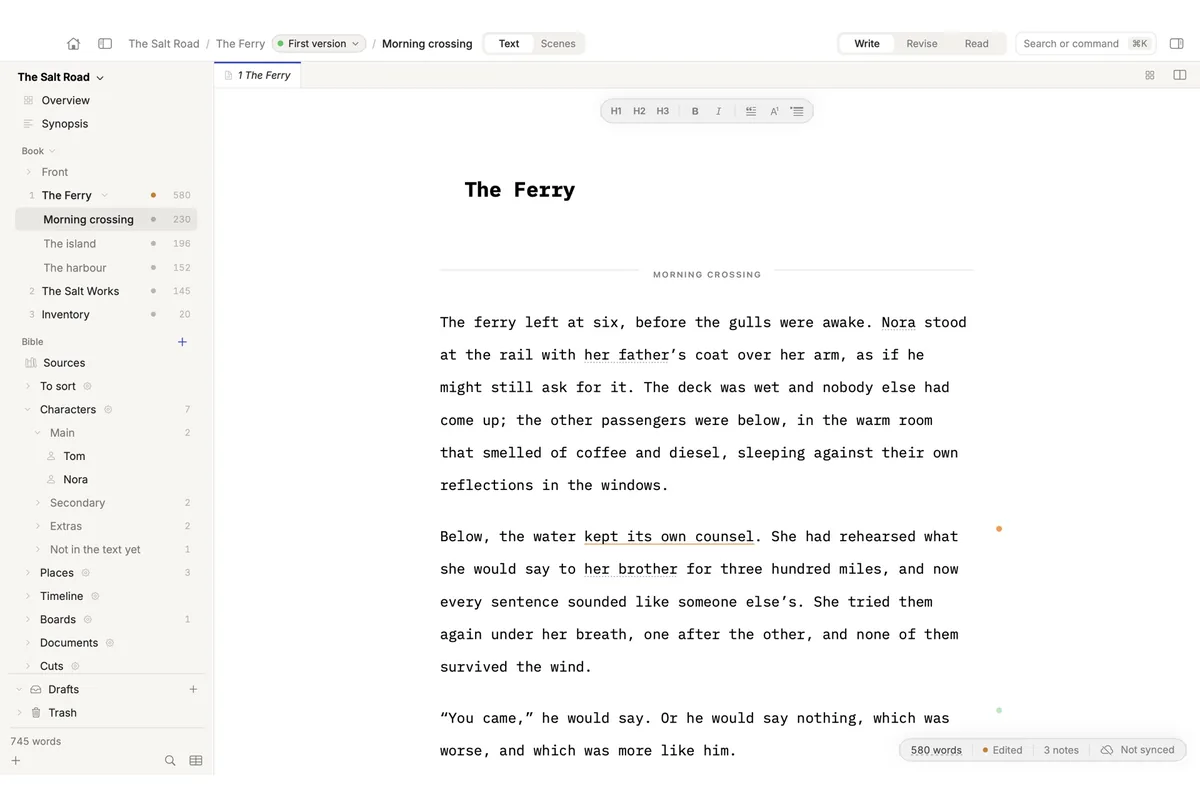 The Salt Road / The Ferry First version / Morning crossing Text Scenes Write Revise Read Search or command ⌘K
The Salt Road
1 The Ferry
Overview
Synopsis
Book
Front
1 The Ferry 580
Morning crossing 230
The island 196
The harbour 152
2 The Salt Works 145
3 Inventory 20
Bible
Sources
To sort
Characters 7
Main 2
Tom
Nora
Secondary 2
Extras 2
Not in the text yet 1
Places 3
Timeline
Boards 1
Documents
Cuts
Drafts
Trash
745 words
H1 H2 H3 B I A¹
The Ferry
MORNING CROSSING
The ferry left at six, before the gulls were awake. Nora stood
at the rail with her father’s coat over her arm, as if he
might still ask for it. The deck was wet and nobody else had
come up; the other passengers were below, in the warm room
that smelled of coffee and diesel, sleeping against their own
reflections in the windows.
Below, the water kept its own counsel. She had rehearsed what
she would say to her brother for three hundred miles, and now
every sentence sounded like someone else’s. She tried them
again under her breath, one after the other, and none of them
survived the wind.
“You came,” he would say. Or he would say nothing, which was
worse, and which was more like him.
580 words Edited 3 notes Not synced